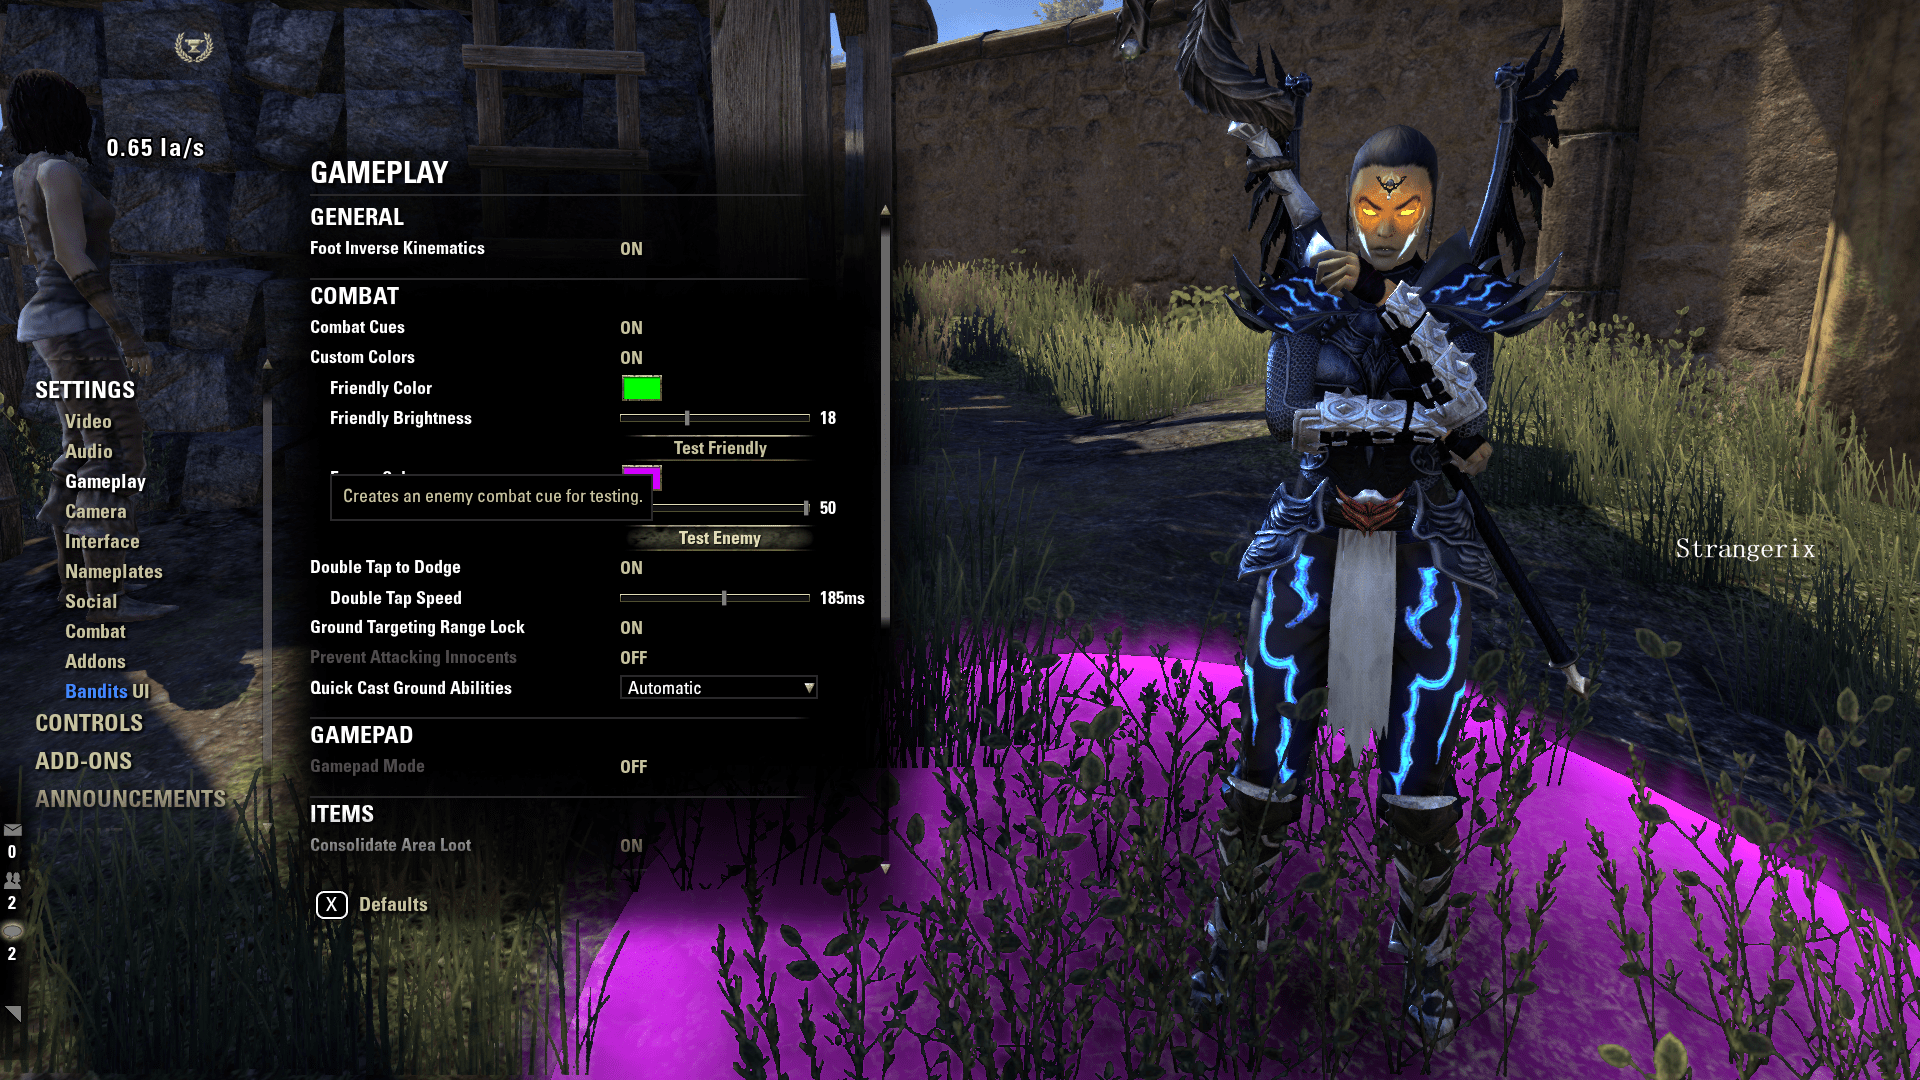 0.65 la/s
GAMEPLAY
GENERAL
Foot Inverse Kinematics ON
COMBAT
Combat Cues ON
Custom Colors ON
Friendly Color
Friendly Brightness 18
Test Friendly
Creates an enemy combat cue for testing.
50
Test Enemy
Double Tap to Dodge ON
Double Tap Speed 185ms
Ground Targeting Range Lock ON
Prevent Attacking Innocents OFF
Quick Cast Ground Abilities Automatic
GAMEPAD
Gamepad Mode OFF
ITEMS
Consolidate Area Loot ON
X Defaults
SETTINGS
Video
Audio
Gameplay
Camera
Interface
Nameplates
Social
Combat
Addons
Bandits UI
CONTROLS
ADD-ONS
ANNOUNCEMENTS
0
2
2
Strangerix